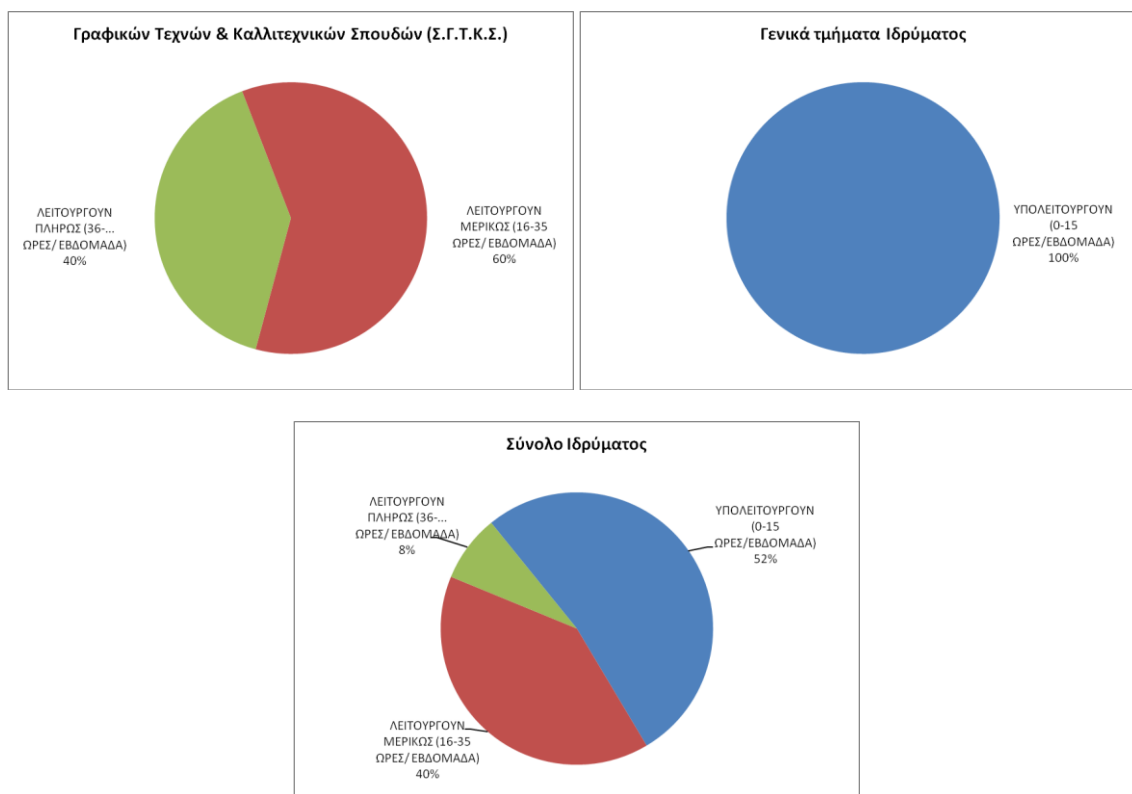 Γραφικών Τεχνών & Καλλιτεχνικών Σπουδών (Σ.Γ.Τ.Κ.Σ.)
ΛΕΙΤΟΥΡΓΟΥΝ
ΠΛΗΡΩΣ (36-...
ΩΡΕΣ/ ΕΒΔΟΜΑΔΑ)
40%
ΛΕΙΤΟΥΡΓΟΥΝ
ΜΕΡΙΚΩΣ (16-35
ΩΡΕΣ/ ΕΒΔΟΜΑΔΑ)
60%
Γενικά τμήματα Ιδρύματος
ΥΠΟΛΕΙΤΟΥΡΓΟΥΝ
(0-15
ΩΡΕΣ/ΕΒΔΟΜΑΔΑ)
100%
Σύνολο Ιδρύματος
ΛΕΙΤΟΥΡΓΟΥΝ
ΠΛΗΡΩΣ (36-...
ΩΡΕΣ/ ΕΒΔΟΜΑΔΑ)
8%
ΥΠΟΛΕΙΤΟΥΡΓΟΥΝ
(0-15
ΩΡΕΣ/ΕΒΔΟΜΑΔΑ)
52%
ΛΕΙΤΟΥΡΓΟΥΝ
ΜΕΡΙΚΩΣ (16-35
ΩΡΕΣ/ ΕΒΔΟΜΑΔΑ)
40%